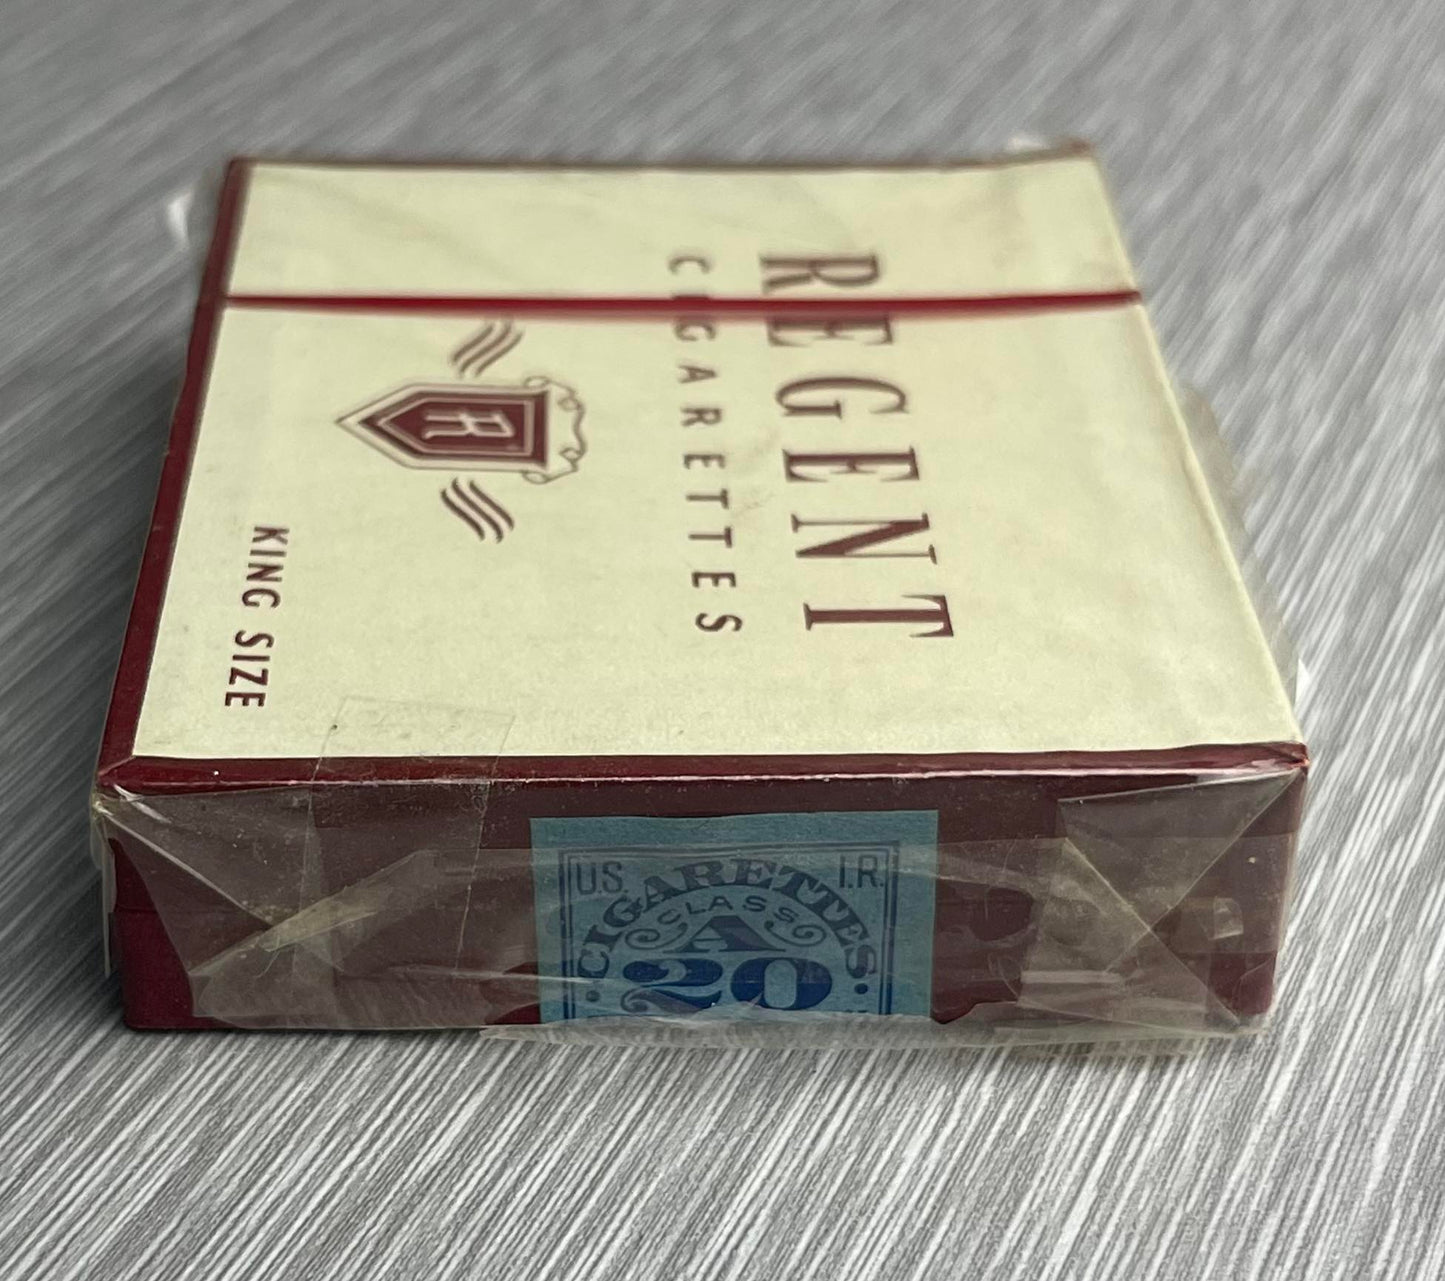 REGENT
CIGARETTES
R
KING SIZE
U.S. I.R.
CIGARETTES
CLASS
A
20